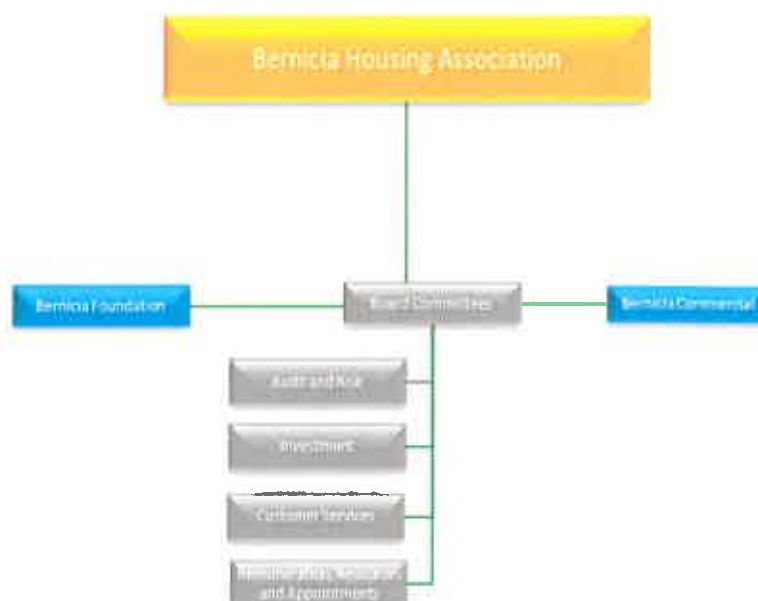 Bernicia Housing Association
Bernicia Foundation
Board Committees
Bernicia Commercial
Audit and Risk
Investment
Customer Services
and Appointments